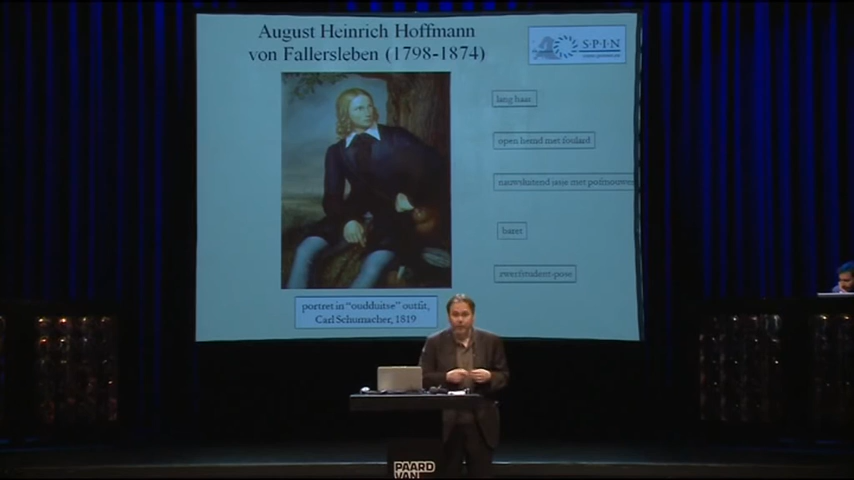 August Heinrich Hoffmann
von Fallersleben (1798-1874)
S·P·I·N
lang haar
open hemd met foulard
nauwsluitend jasje met pofmouwen
baret
zwerfstudent-pose
portret in "oudduitse" outfit,
Carl Schumacher, 1819
PAARD
VAN